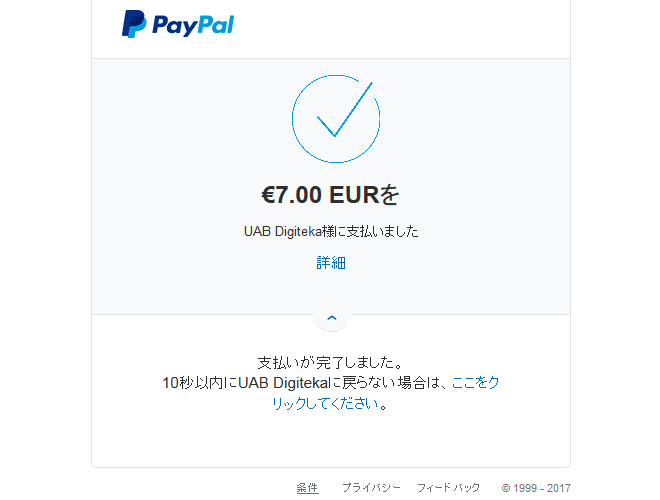 PayPal
€7.00 EURを
UAB Digiteka様に支払いました
詳細
支払いが完了しました。
10秒以内にUAB Digitekaに戻らない場合は、ここをク
リックしてください。
条件 プライバシー フィードバック © 1999 - 2017